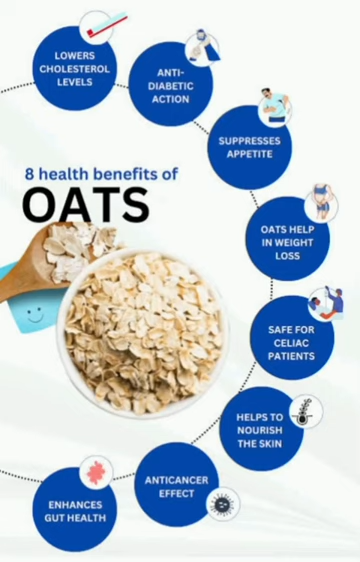 LOWERS
CHOLESTEROL
LEVELS
ANTI-
DIABETIC
ACTION
SUPPRESSES
APPETITE
8 health benefits of
OATS
OATS HELP
IN WEIGHT
LOSS
SAFE FOR
CELIAC
PATIENTS
HELPS TO
NOURISH
THE SKIN
ANTICANCER
EFFECT
ENHANCES
GUT HEALTH